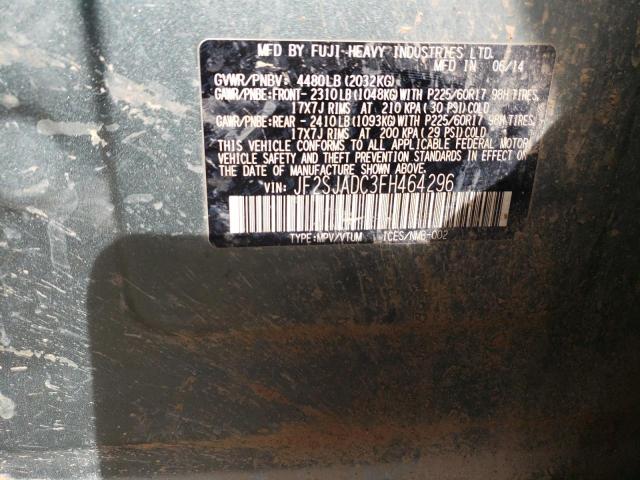 MFD BY FUJI-HEAVY INDUSTRIES LTD.
MFD IN 06/14
GVWR/PNBV: 4480LB (2032KG)
GAWR/PNBE:FRONT- 2310LB(1048KG)WITH P225/60R17 98H TIRES,
17X7J RIMS AT 210 KPA ( 30 PSI) COLD
GAWR/PNBE:REAR - 2410LB(1093KG)WITH P225/60R17 98H TIRES,
17X7J RIMS AT 200 KPA (29 PSI) COLD
THIS VEHICLE CONFORMS TO ALL APPLICABLE FEDERAL MOTOR
VEHICLE SAFETY AND THEFT PREVENTION STANDARDS IN EFFECT ON
THE DATE OF MANUFACTURE SHOWN ABOVE.
VIN: JF2SJADC3FH464296
TYPE:MPV/VTUM ICES/NMB-002